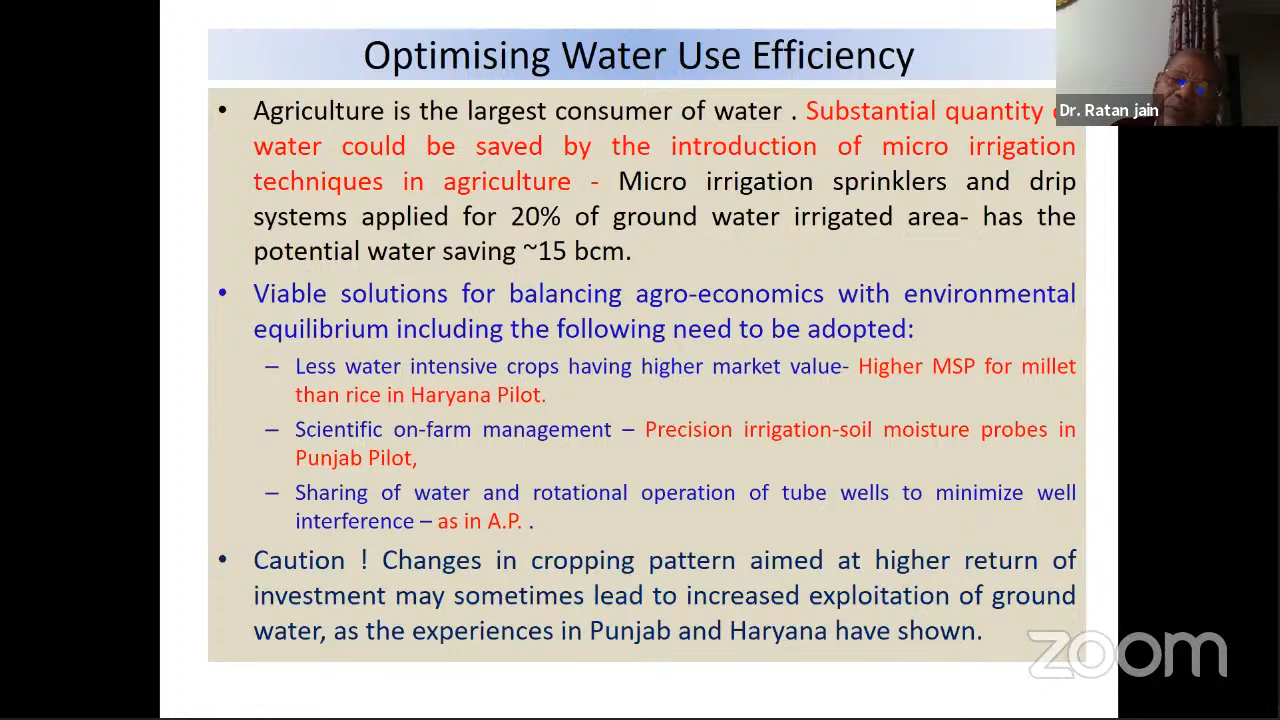 Optimising Water Use Efficiency
• Agriculture is the largest consumer of water . Substantial quantity
water could be saved by the introduction of micro irrigation
techniques in agriculture - Micro irrigation sprinklers and drip
systems applied for 20% of ground water irrigated area- has the
potential water saving ~15 bcm.
• Viable solutions for balancing agro-economics with environmental
equilibrium including the following need to be adopted:
– Less water intensive crops having higher market value- Higher MSP for millet
than rice in Haryana Pilot.
– Scientific on-farm management – Precision irrigation-soil moisture probes in
Punjab Pilot,
– Sharing of water and rotational operation of tube wells to minimize well
interference – as in A.P. .
• Caution ! Changes in cropping pattern aimed at higher return of
investment may sometimes lead to increased exploitation of ground
water, as the experiences in Punjab and Haryana have shown.
Dr. Ratan jain
zoom